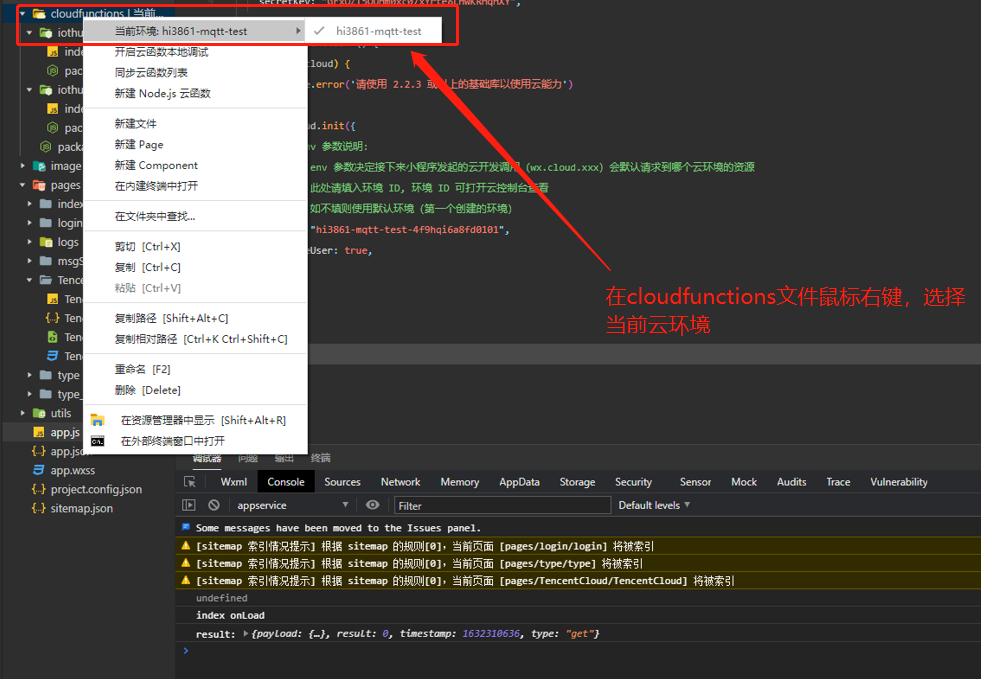 cloudfunctions | 当前...
当前环境: hi3861-mqtt-test
hi3861-mqtt-test
开启云函数本地调试
同步云函数列表
新建 Node.js 云函数
新建文件
新建 Page
新建 Component
在内建终端中打开
在文件夹中查找...
剪切 [Ctrl+X]
复制 [Ctrl+C]
粘贴 [Ctrl+V]
复制路径 [Shift+Alt+C]
复制相对路径 [Ctrl+K Ctrl+Shift+C]
重命名 [F2]
删除 [Delete]
在资源管理器中显示 [Shift+Alt+R]
在外部终端窗口中打开
iothu
inde
pac
iothu
inde
pac
packa
image
pages
index
login
logs
msgS
Tence
Ten
Ten
Ten
Ten
type
type_
utils
app.js
app.jso
app.wxss
project.config.json
sitemap.json
cloud) {
.error('请使用 2.2.3 或以上的基础库以使用云能力')
ud.init({
nv 参数说明:
env 参数决定接下来小程序发起的云开发调用 (wx.cloud.xxx) 会默认请求到哪个云环境的资源
此处请填入环境 ID, 环境 ID 可打开云控制台查看
如不填则使用默认环境 (第一个创建的环境)
"hi3861-mqtt-test-4f9hqi6a8fd0101",
eUser: true,
在cloudfunctions文件鼠标右键，选择
当前云环境
调试器 问题 输出 终端
Wxml Console Sources Network Memory AppData Storage Security Sensor Mock Audits Trace Vulnerability
appservice Filter Default levels
Some messages have been moved to the Issues panel.
[sitemap 索引情况提示] 根据 sitemap 的规则[0]，当前页面 [pages/login/login] 将被索引
[sitemap 索引情况提示] 根据 sitemap 的规则[0]，当前页面 [pages/type/type] 将被索引
[sitemap 索引情况提示] 根据 sitemap 的规则[0]，当前页面 [pages/TencentCloud/TencentCloud] 将被索引
undefined
index onLoad
result: {payload: {…}, result: 0, timestamp: 1632310636, type: "get"}